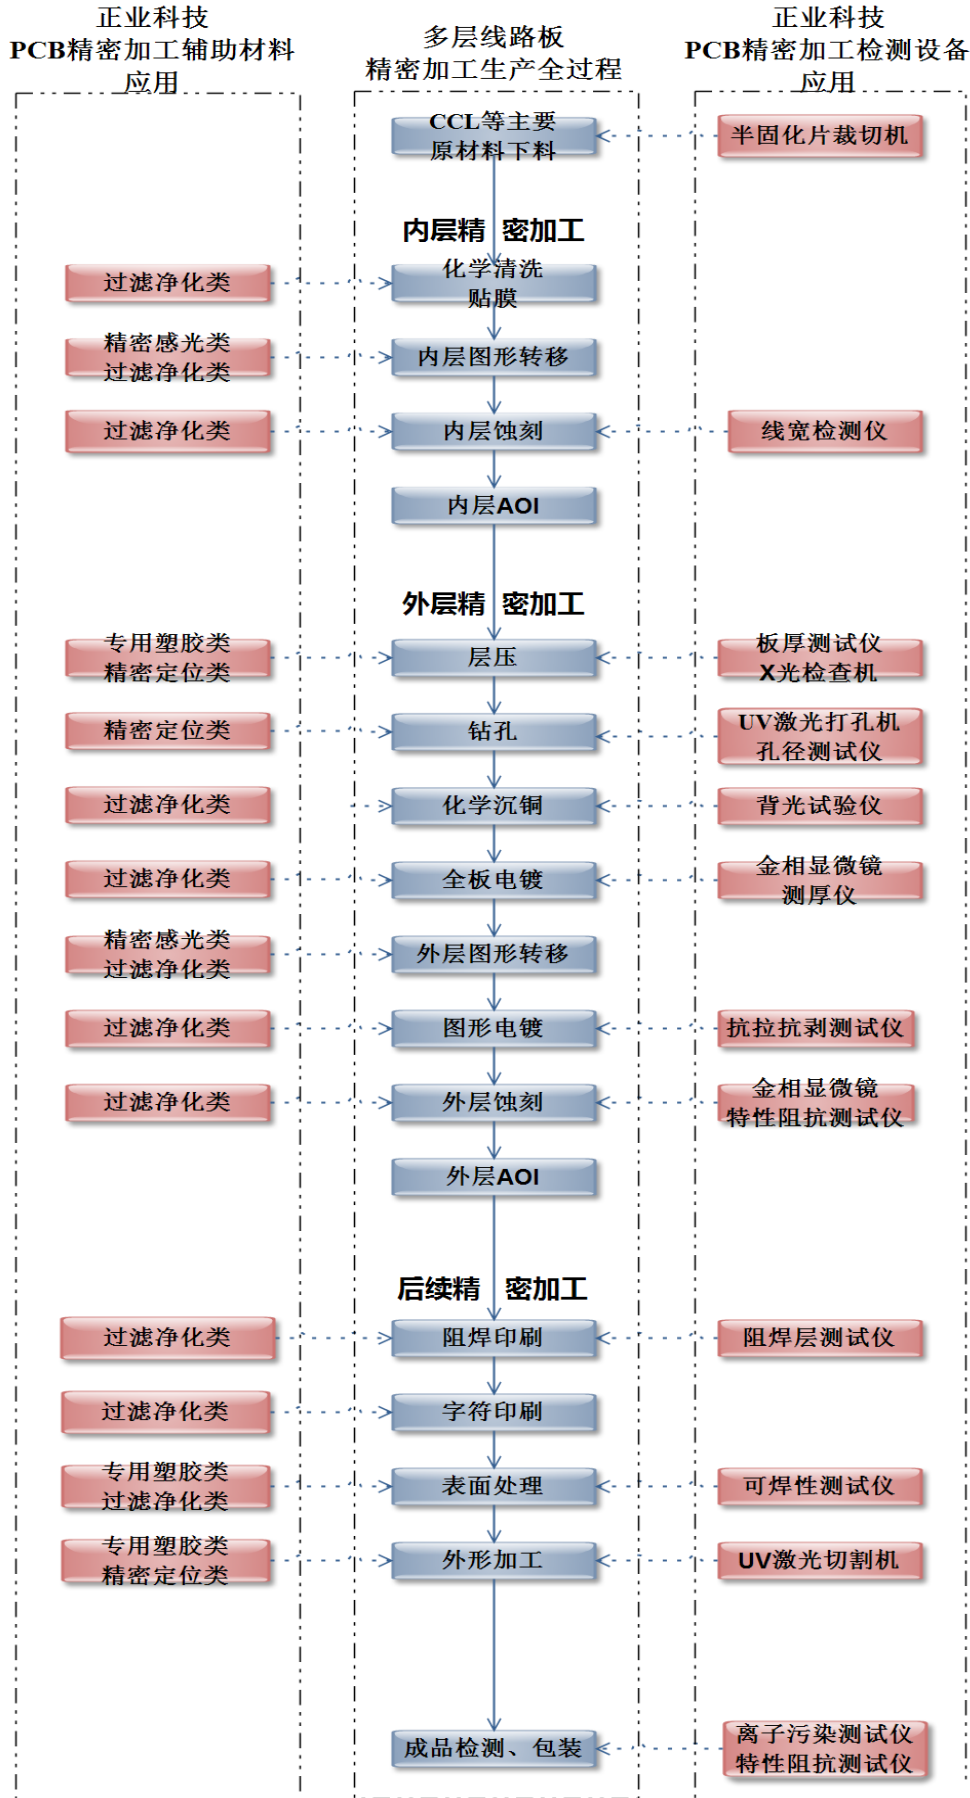 正业科技
PCB精密加工辅助材料
应用
多层线路板
精密加工生产全过程
正业科技
PCB精密加工检测设备
应用
CCL等主要
原材料下料
半固化片裁切机
内层精 密加工
过滤净化类
化学清洗
贴膜
精密感光类
过滤净化类
内层图形转移
过滤净化类
内层蚀刻
线宽检测仪
内层AOI
外层精 密加工
专用塑胶类
精密定位类
层压
板厚测试仪
X光检查机
精密定位类
钻孔
UV激光打孔机
孔径测试仪
过滤净化类
化学沉铜
背光试验仪
过滤净化类
全板电镀
金相显微镜
测厚仪
精密感光类
过滤净化类
外层图形转移
过滤净化类
图形电镀
抗拉抗剥测试仪
过滤净化类
外层蚀刻
金相显微镜
特性阻抗测试仪
外层AOI
后续精 密加工
过滤净化类
阻焊印刷
阻焊层测试仪
过滤净化类
字符印刷
专用塑胶类
过滤净化类
表面处理
可焊性测试仪
专用塑胶类
精密定位类
外形加工
UV激光切割机
成品检测、包装
离子污染测试仪
特性阻抗测试仪